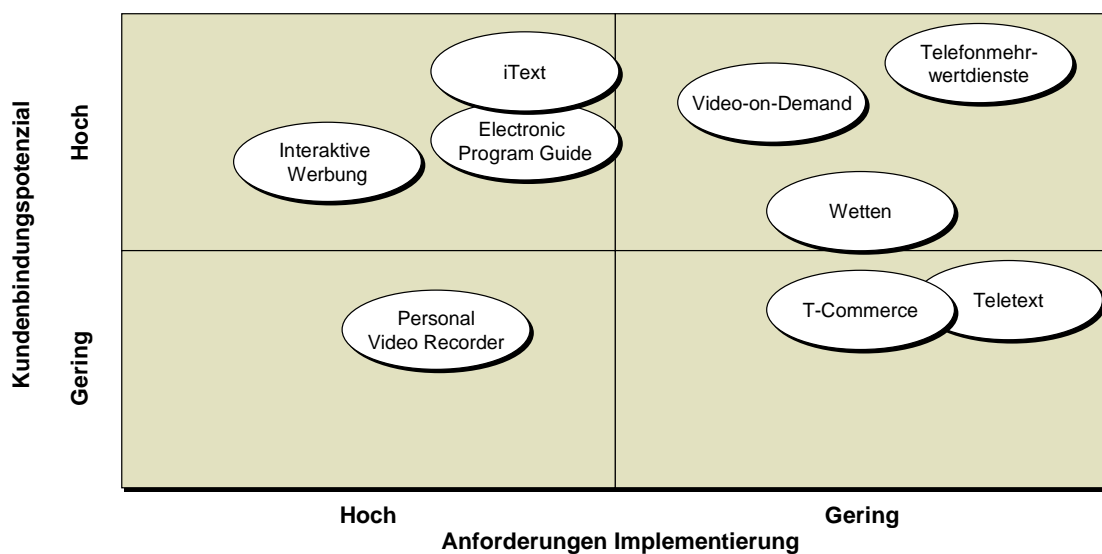 Kundenbindungspotenzial
Hoch
Gering
iText
Telefonmehr-
wertdienste
Video-on-Demand
Electronic
Program Guide
Interaktive
Werbung
Wetten
T-Commerce
Teletext
Personal
Video Recorder
Hoch
Gering
Anforderungen Implementierung